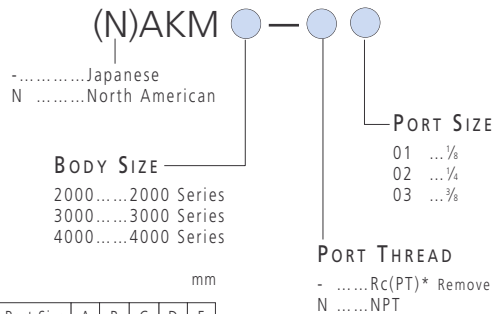 (N)AKM —
-............Japanese
N .........North American
PORT SIZE
01 ...⅛
02 ...¼
03 ...⅜
BODY SIZE
2000......2000 Series
3000......3000 Series
4000......4000 Series
PORT THREAD
- ......Rc(PT)* Remove
N ......NPT
mm
Port Size A B C D E